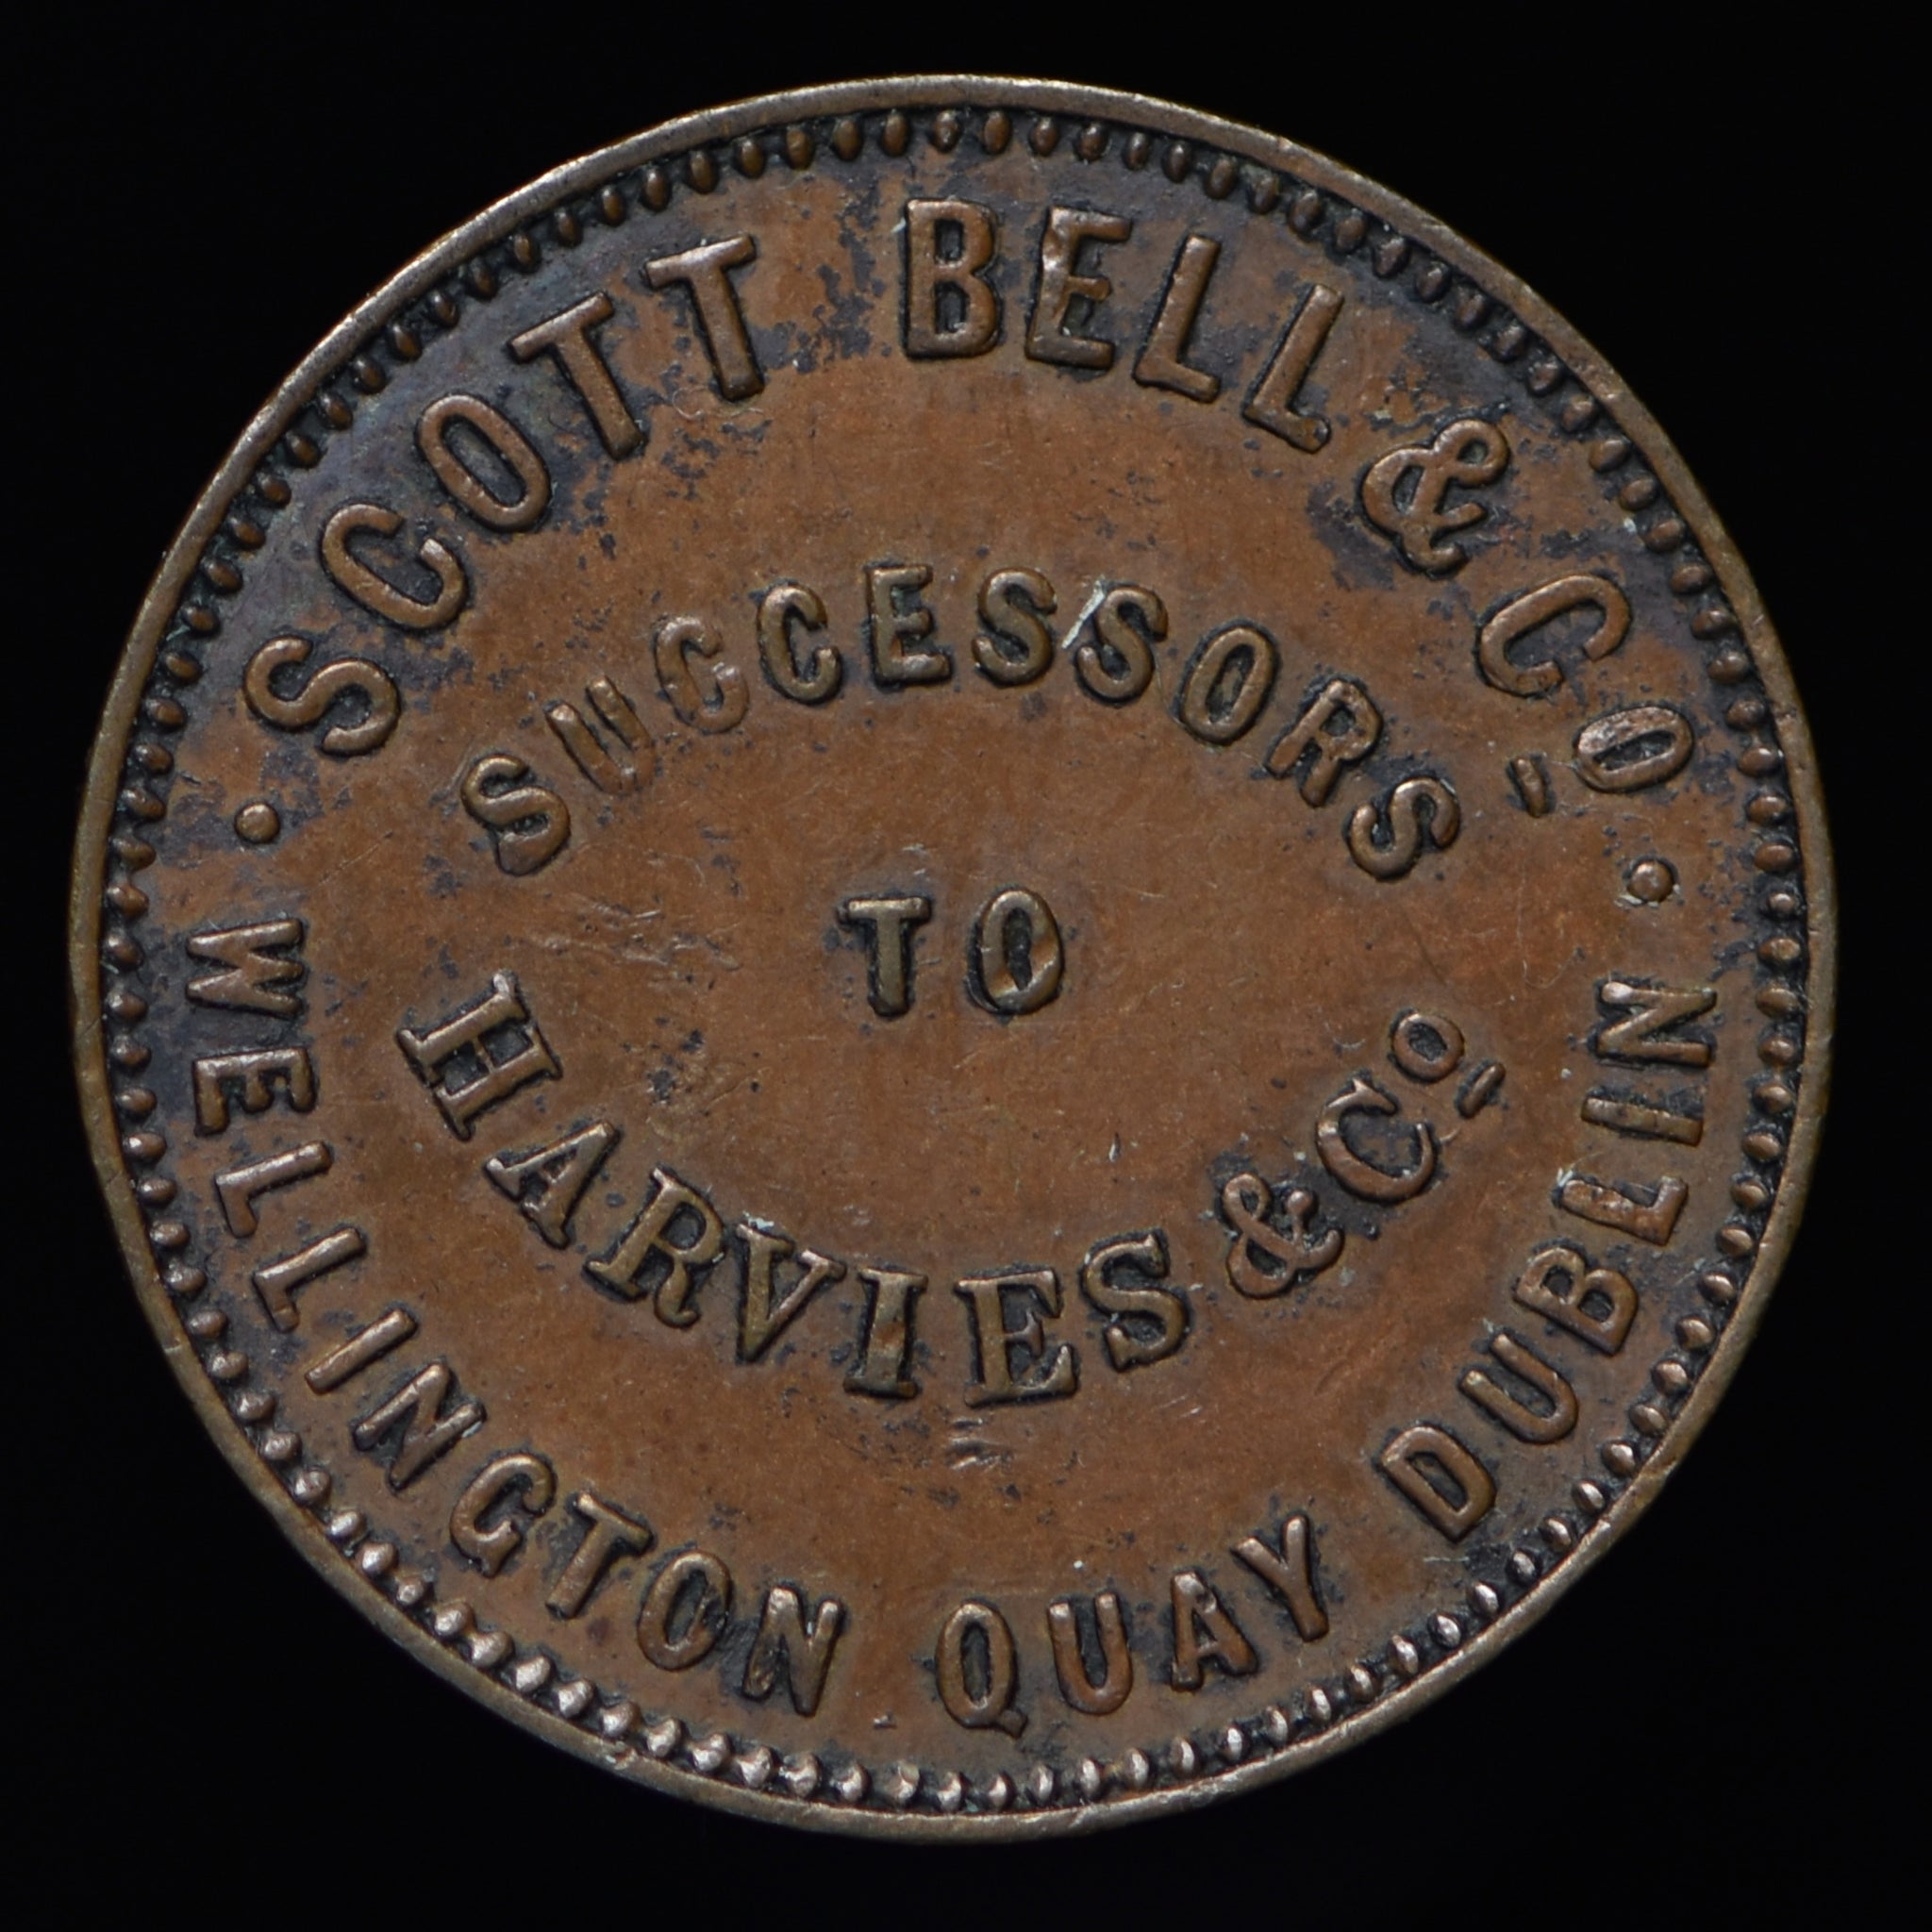 · SCOTT BELL & Cº ·
SUCCESSORS
TO
HARVIES & Cº
WELLINGTON QUAY DUBLIN